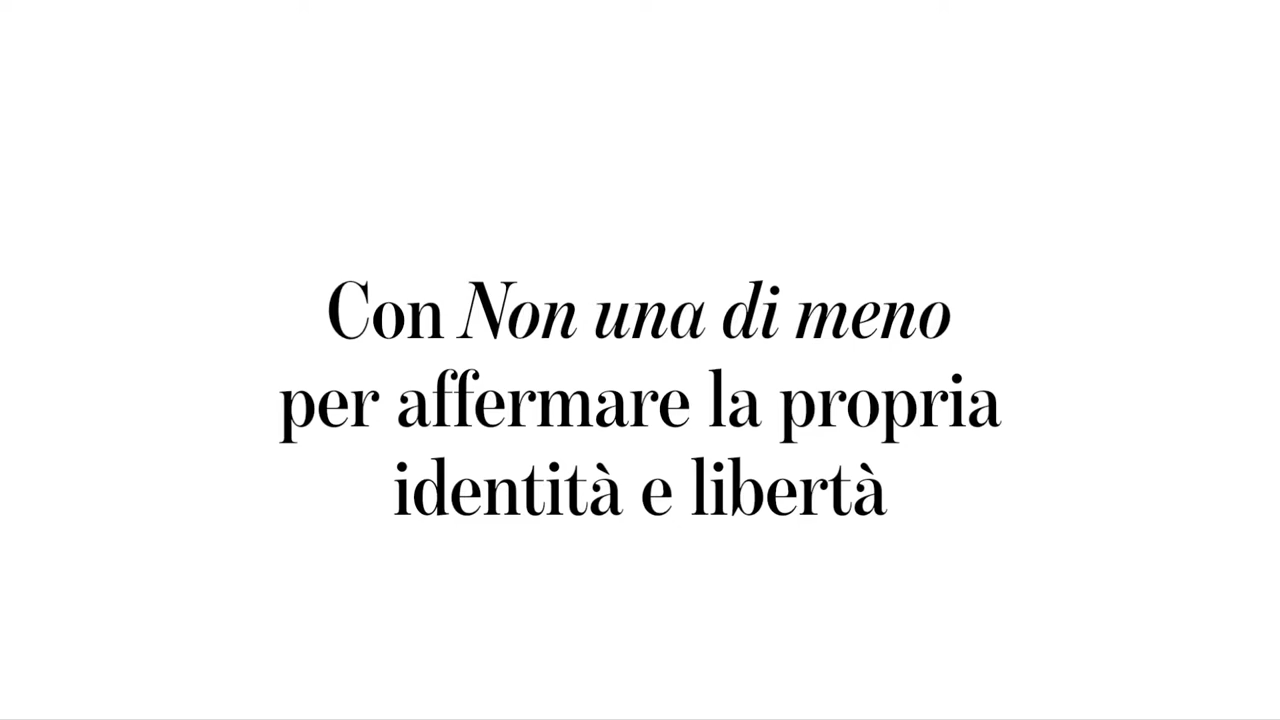 Con Non una di meno
per affermare la propria
identità e libertà